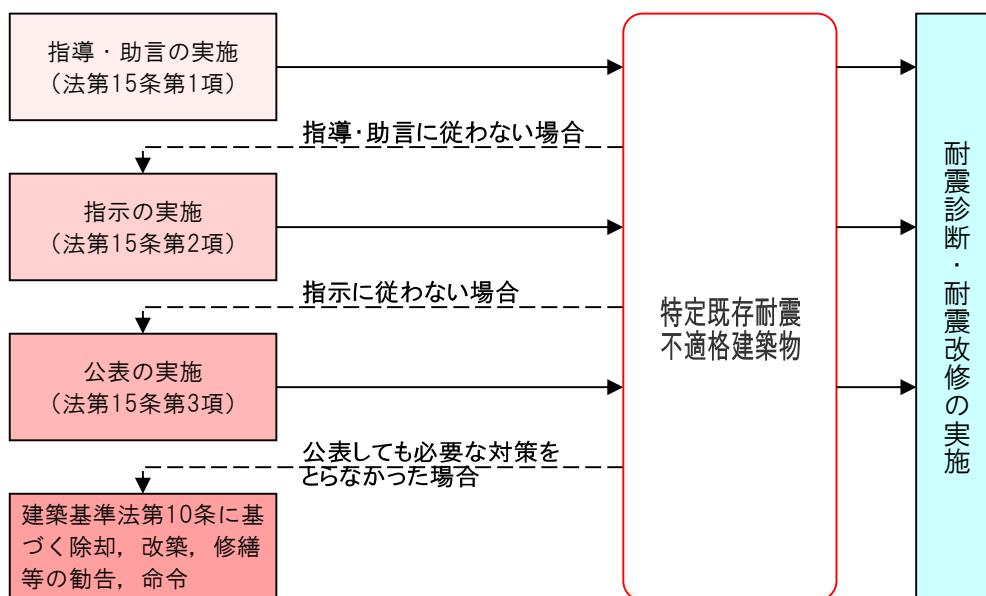 指導・助言の実施
(法第15条第1項)
指導・助言に従わない場合
指示の実施
(法第15条第2項)
指示に従わない場合
公表の実施
(法第15条第3項)
公表しても必要な対策を
とらなかった場合
建築基準法第10条に基
づく除却，改築，修繕
等の勧告，命令
特定既存耐震
不適格建築物
耐震診断・耐震改修の実施